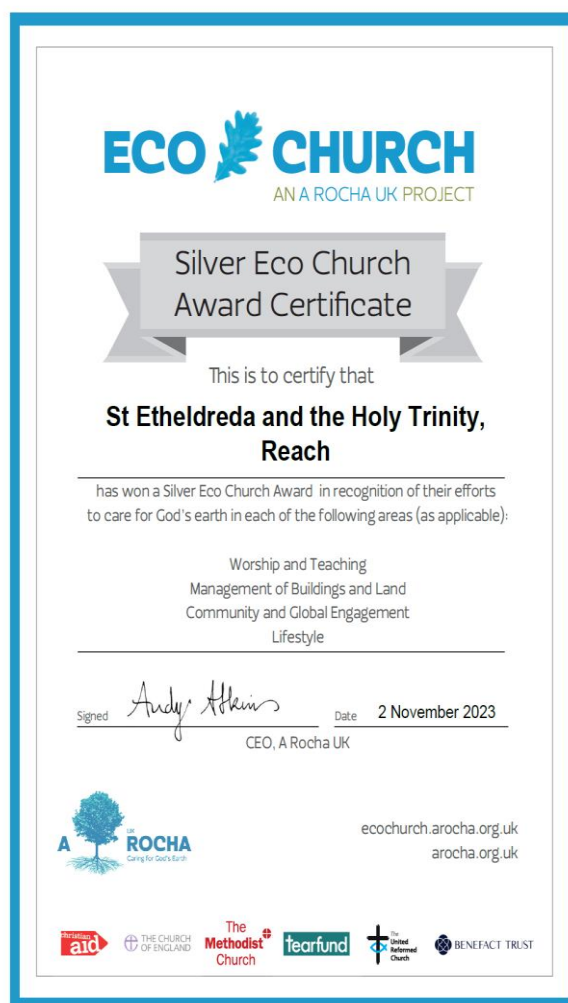 ECO CHURCH
AN A ROCHA UK PROJECT
Silver Eco Church
Award Certificate
This is to certify that
St Etheldreda and the Holy Trinity,
Reach
has won a Silver Eco Church Award in recognition of their efforts
to care for God's earth in each of the following areas (as applicable):
Worship and Teaching
Management of Buildings and Land
Community and Global Engagement
Lifestyle
Signed Andy Atkins Date 2 November 2023
CEO, A Rocha UK
A ROCHA UK
Caring for God's Earth
ecochurch.arocha.org.uk
arocha.org.uk
christian aid
THE CHURCH OF ENGLAND
The Methodist Church
tearfund
The United Reformed Church
BENEFACT TRUST